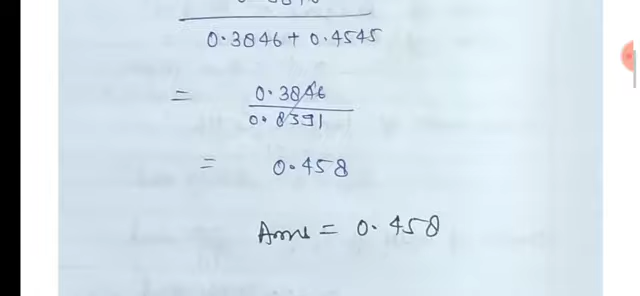 0.3846 + 0.4545
= 0.3846
0.8391
= 0.458
Ans = 0.458